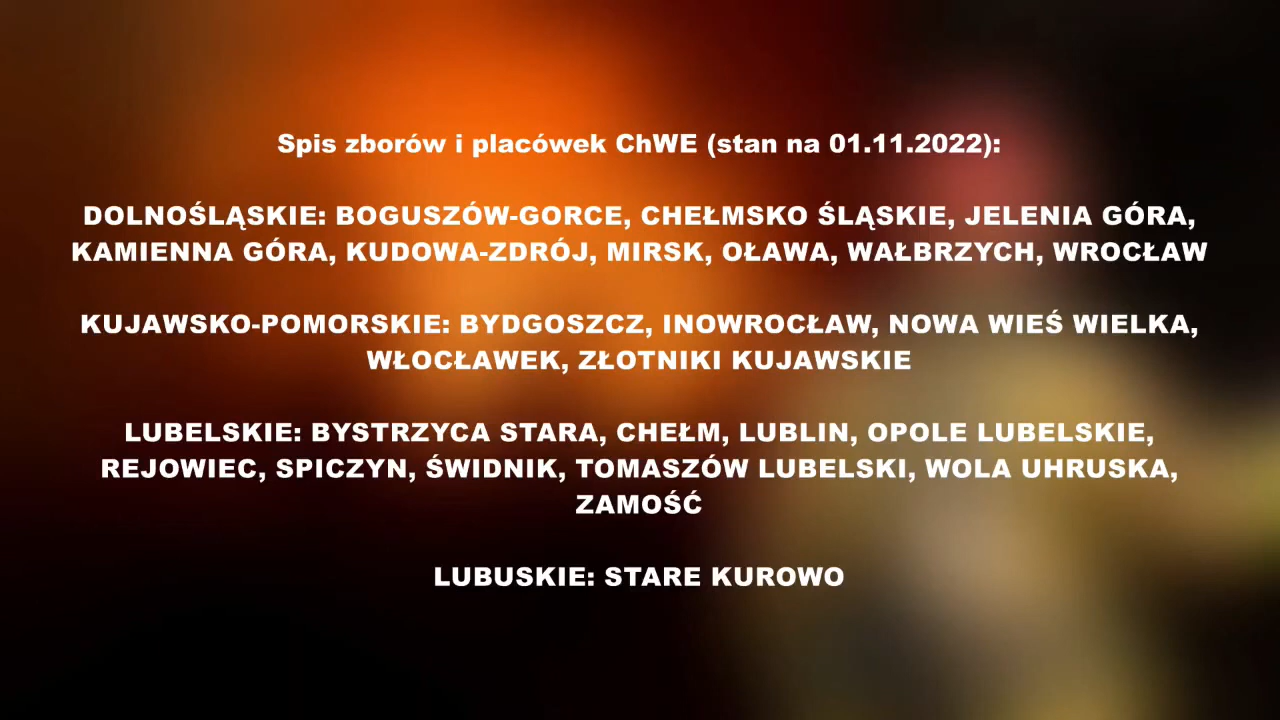 Spis zborów i placówek ChWE (stan na 01.11.2022):
DOLNOŚLĄSKIE: BOGUSZÓW-GORCE, CHEŁMSKO ŚLĄSKIE, JELENIA GÓRA,
KAMIENNA GÓRA, KUDOWA-ZDRÓJ, MIRSK, OŁAWA, WAŁBRZYCH, WROCŁAW
KUJAWSKO-POMORSKIE: BYDGOSZCZ, INOWROCŁAW, NOWA WIEŚ WIELKA,
WŁOCŁAWEK, ZŁOTNIKI KUJAWSKIE
LUBELSKIE: BYSTRZYCA STARA, CHEŁM, LUBLIN, OPOLE LUBELSKIE,
REJOWIEC, SPICZYN, ŚWIDNIK, TOMASZÓW LUBELSKI, WOLA UHRUSKA,
ZAMOŚĆ
LUBUSKIE: STARE KUROWO